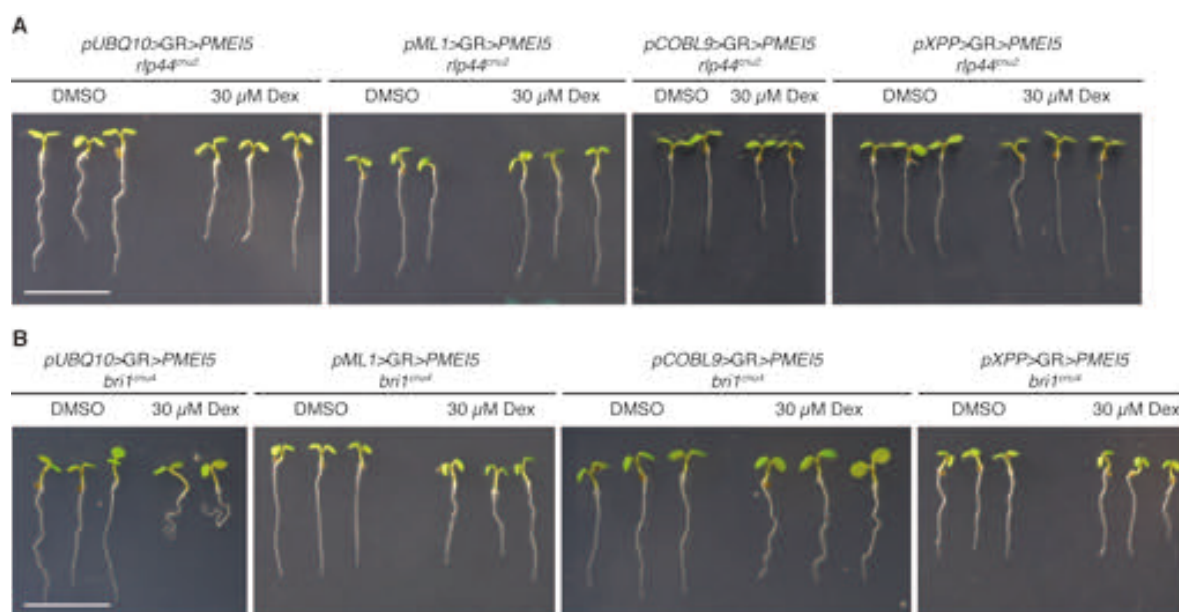 A
pUBQ10>GR>PMEI5 pML1>GR>PMEI5 pCOBL9>GR>PMEI5 pXPP>GR>PMEI5
rlp44cnu2 rlp44cnu2 rlp44cnu2 rlp44cnu2
DMSO 30 µM Dex DMSO 30 µM Dex DMSO 30 µM Dex DMSO 30 µM Dex
B
pUBQ10>GR>PMEI5 pML1>GR>PMEI5 pCOBL9>GR>PMEI5 pXPP>GR>PMEI5
bri1cnu4 bri1cnu4 bri1cnu4 bri1cnu4
DMSO 30 µM Dex DMSO 30 µM Dex DMSO 30 µM Dex DMSO 30 µM Dex